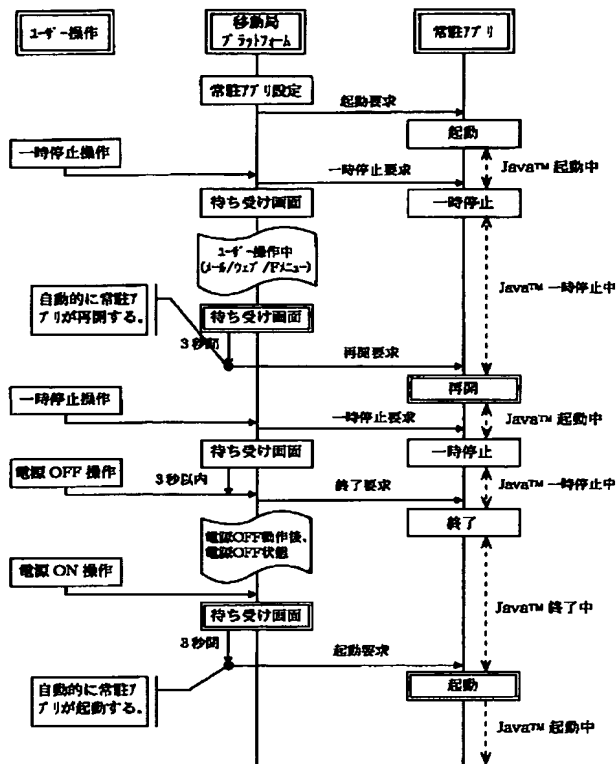 ユーザー操作
移動局
プラットフォーム
常駐アプリ
常駐アプリ設定
起動要求
起動
一時停止操作
Java™ 起動中
一時停止要求
待ち受け画面
一時停止
ユーザー操作中
(メール/ウェブ/Fメニュー)
Java™ 一時停止中
自動的に常駐ア
プリが再開する。
待ち受け画面
3秒間
再開要求
再開
一時停止操作
Java™ 起動中
一時停止要求
待ち受け画面
一時停止
電源 OFF 操作
3秒以内
Java™ 一時停止中
終了要求
終了
電源OFF動作後、
電源OFF状態
電源 ON 操作
Java™ 終了中
待ち受け画面
3秒間
起動要求
自動的に常駐ア
プリが起動する。
起動
Java™ 起動中